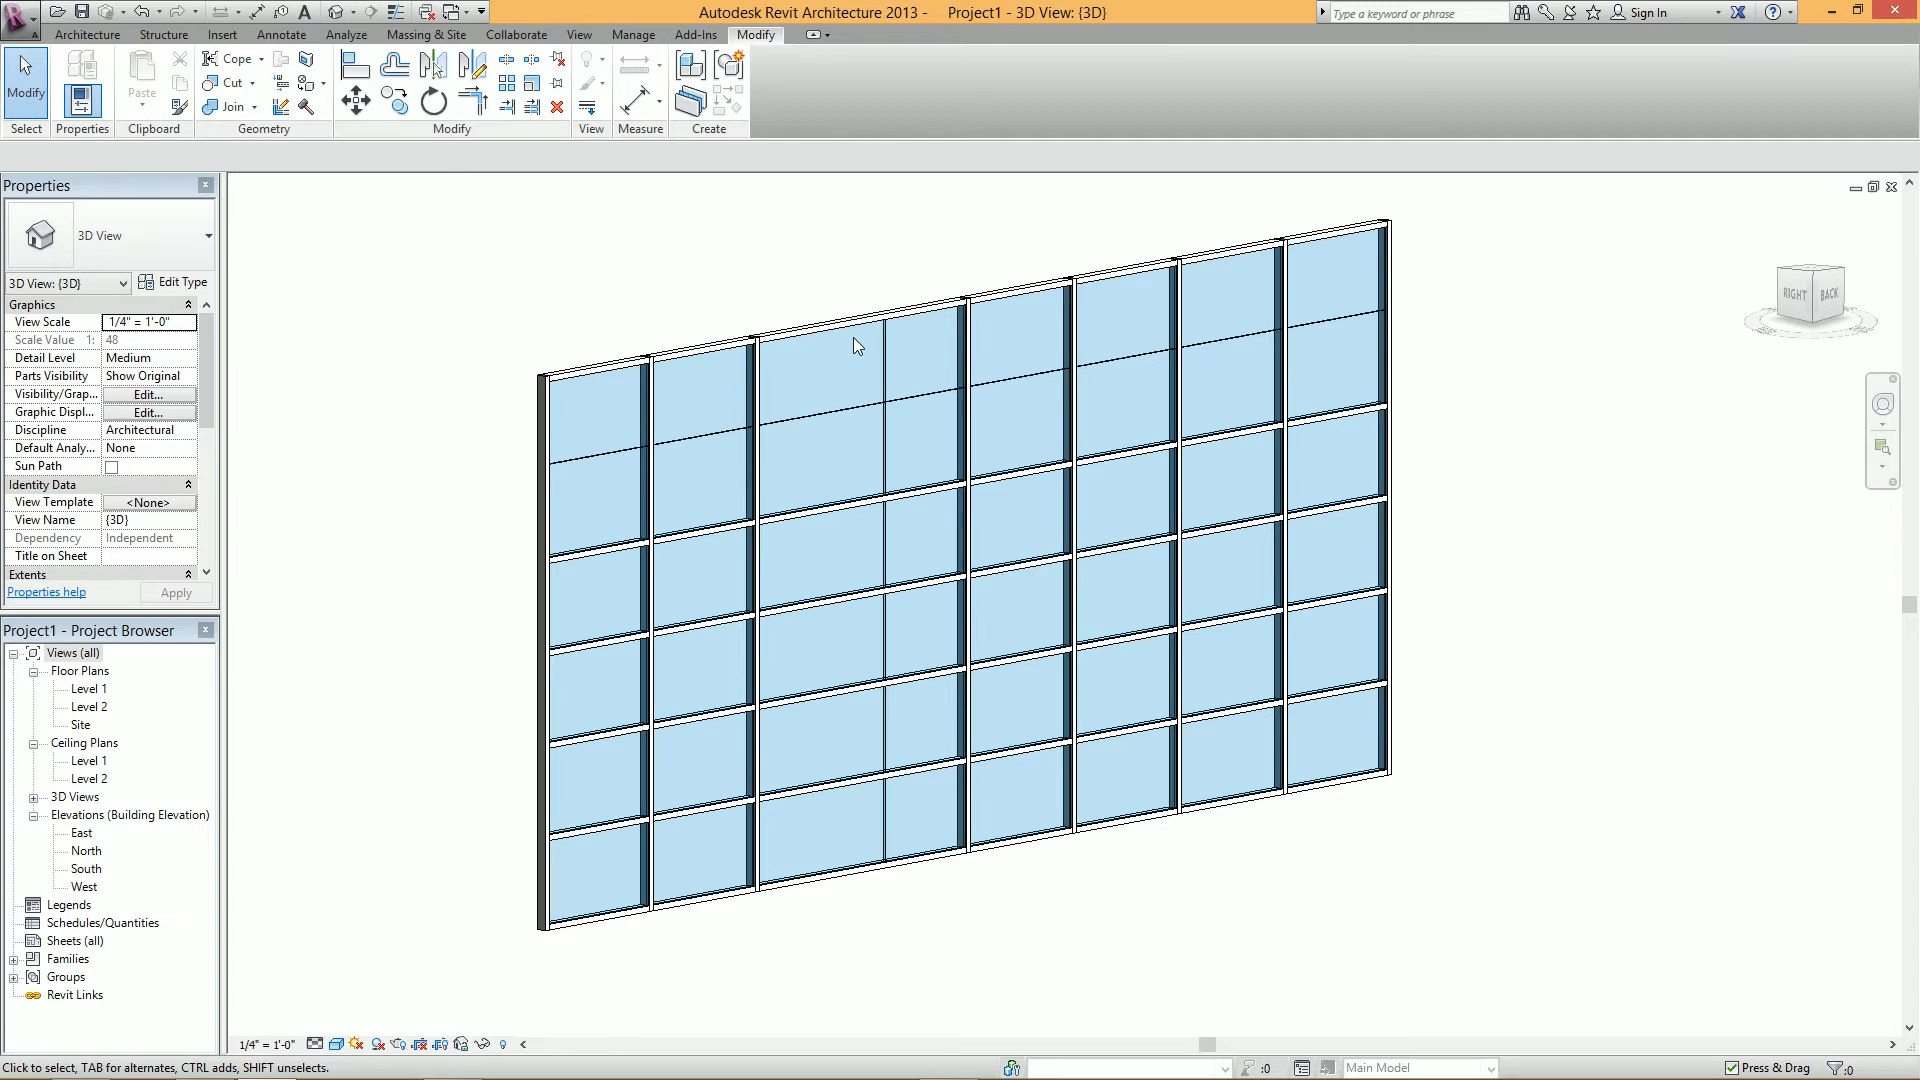 Autodesk Revit Architecture 2013 - Project1 - 3D View: {3D}
Type a keyword or phrase
Sign In
Architecture Structure Insert Annotate Analyze Massing & Site Collaborate View Manage Add-Ins Modify
Modify
Paste
Cope
Cut
Join
Select Properties Clipboard Geometry Modify View Measure Create
Properties
3D View
3D View: {3D} Edit Type
Graphics
View Scale 1/4" = 1'-0"
Scale Value 1: 48
Detail Level Medium
Parts Visibility Show Original
Visibility/Grap... Edit...
Graphic Displ... Edit...
Discipline Architectural
Default Analy... None
Sun Path
Identity Data
View Template <None>
View Name {3D}
Dependency Independent
Title on Sheet
Extents
Properties help Apply
Project1 - Project Browser
Views (all)
Floor Plans
Level 1
Level 2
Site
Ceiling Plans
Level 1
Level 2
3D Views
Elevations (Building Elevation)
East
North
South
West
Legends
Schedules/Quantities
Sheets (all)
Families
Groups
Revit Links
RIGHT BACK
1/4" = 1'-0"
Click to select, TAB for alternates, CTRL adds, SHIFT unselects.
:0
Main Model
Press & Drag
:0